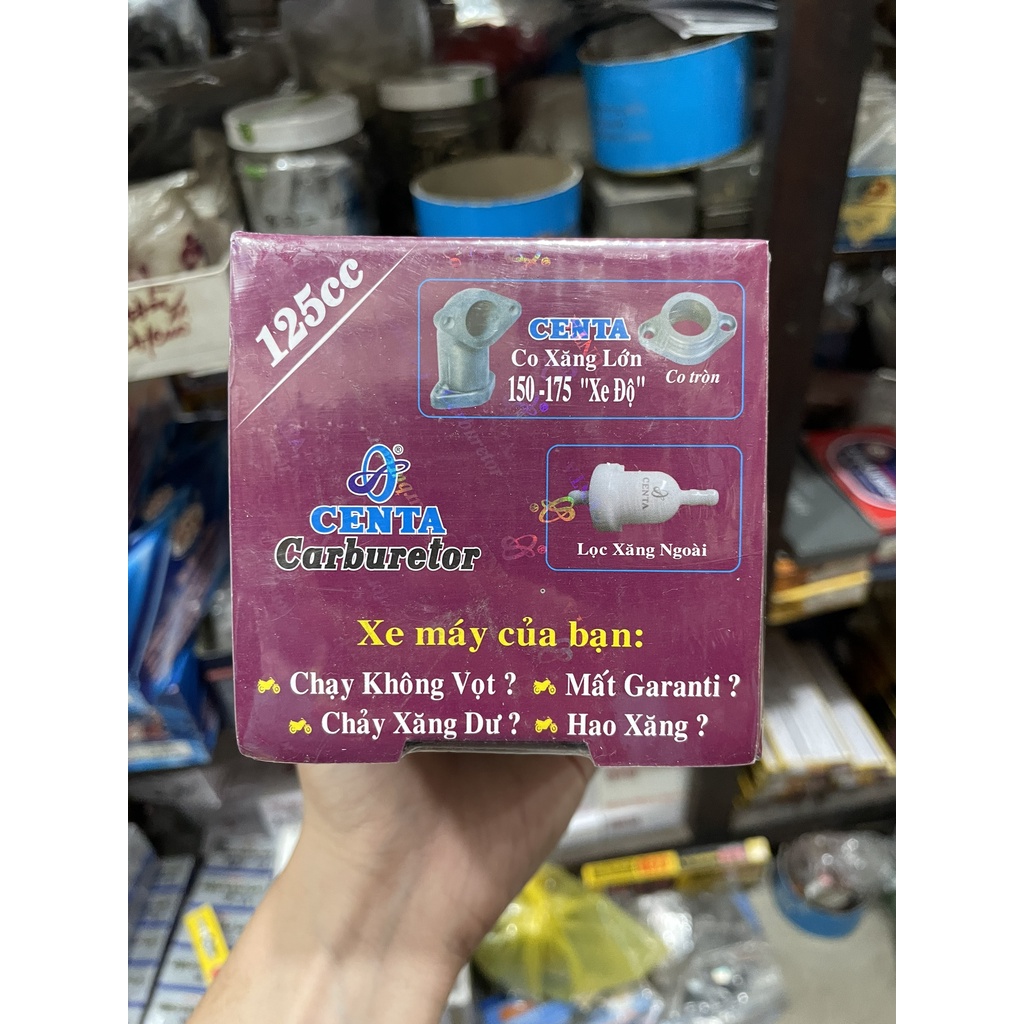 125cc
CENTA
Co Xăng Lớn
150 -175 "Xe Độ"
Co tròn
CENTA
Carburetor
CENTA
Lọc Xăng Ngoài
Xe máy của bạn:
Chạy Không Vọt ? Mất Garanti ?
Chảy Xăng Dư ? Hao Xăng ?